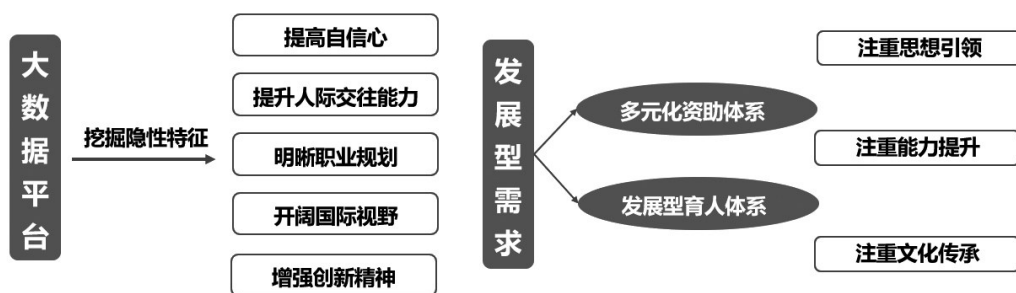 大数据平台
挖掘隐性特征
提高自信心
提升人际交往能力
明晰职业规划
开阔国际视野
增强创新精神
发展型需求
多元化资助体系
发展型育人体系
注重思想引领
注重能力提升
注重文化传承